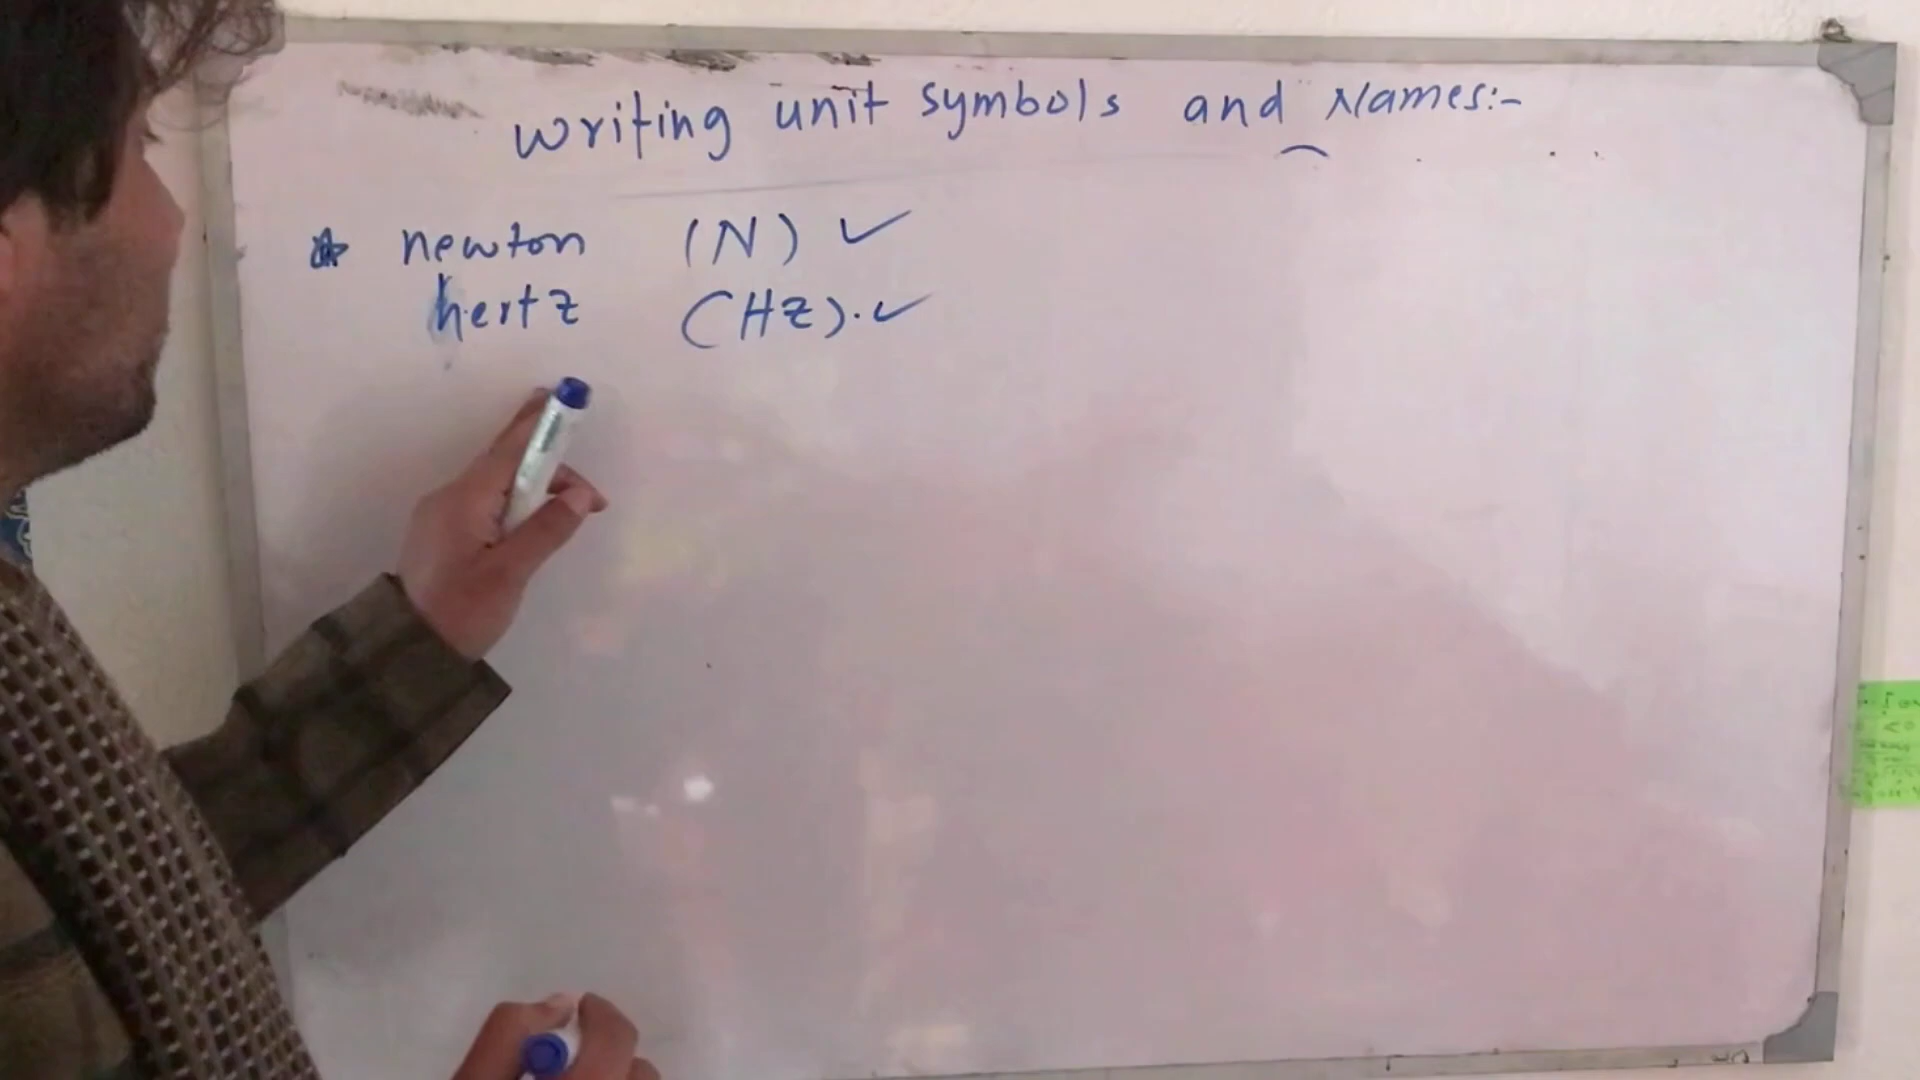 writing unit symbols and Names:-
☆ newton (N) ✓
hertz (HZ). ✓